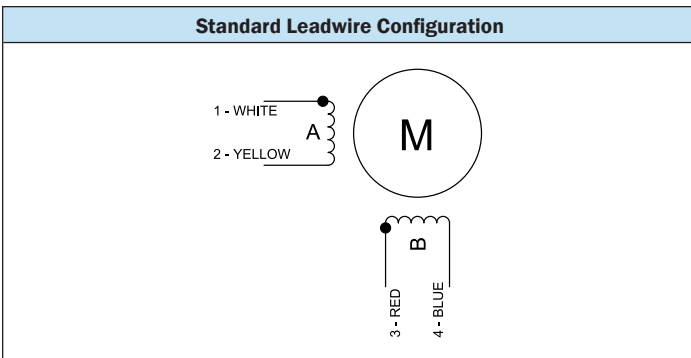 Standard Leadwire Configuration
1 - WHITE
A
2 - YELLOW
M
B
3 - RED
4 - BLUE